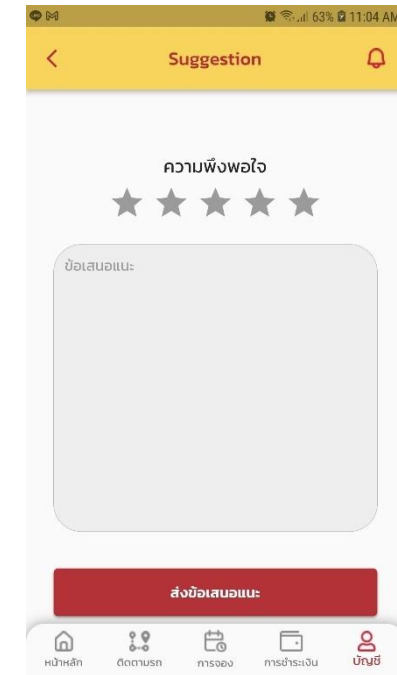 63% 11:04 AM
Suggestion
ความพึงพอใจ
ข้อเสนอแนะ
ส่งข้อเสนอแนะ
หน้าหลัก ติดตามรถ การจอง การชำระเงิน บัญชี